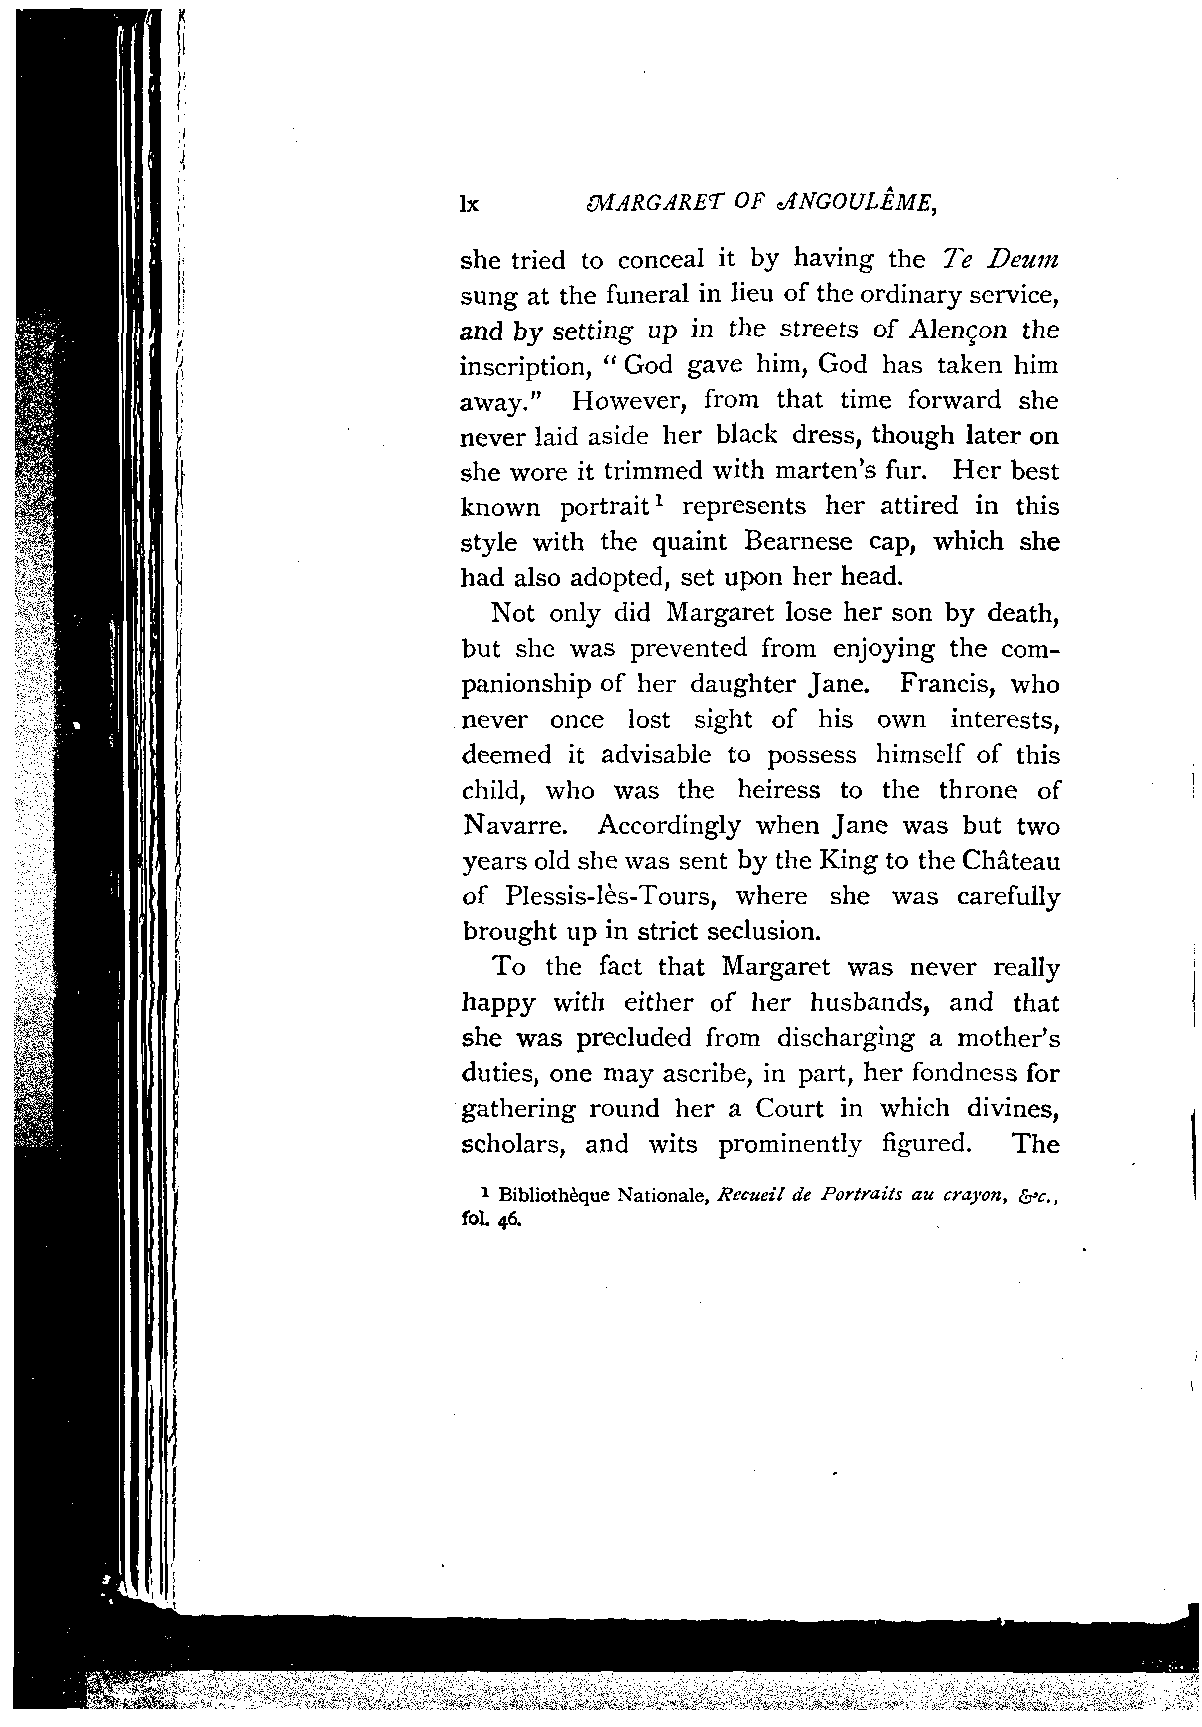 lx MARGARET OF ANGOULÊME,
she tried to conceal it by having the Te Deum
sung at the funeral in lieu of the ordinary service,
and by setting up in the streets of Alençon the
inscription, “ God gave him, God has taken him
away.” However, from that time forward she
never laid aside her black dress, though later on
she wore it trimmed with marten's fur. Her best
known portrait¹ represents her attired in this
style with the quaint Bearnese cap, which she
had also adopted, set upon her head.
Not only did Margaret lose her son by death,
but she was prevented from enjoying the com-
panionship of her daughter Jane. Francis, who
never once lost sight of his own interests,
deemed it advisable to possess himself of this
child, who was the heiress to the throne of
Navarre. Accordingly when Jane was but two
years old she was sent by the King to the Château
of Plessis-lès-Tours, where she was carefully
brought up in strict seclusion.
To the fact that Margaret was never really
happy with either of her husbands, and that
she was precluded from discharging a mother's
duties, one may ascribe, in part, her fondness for
gathering round her a Court in which divines,
scholars, and wits prominently figured. The
¹ Bibliothèque Nationale, Recueil de Portraits au crayon, &c.,
fol. 46.